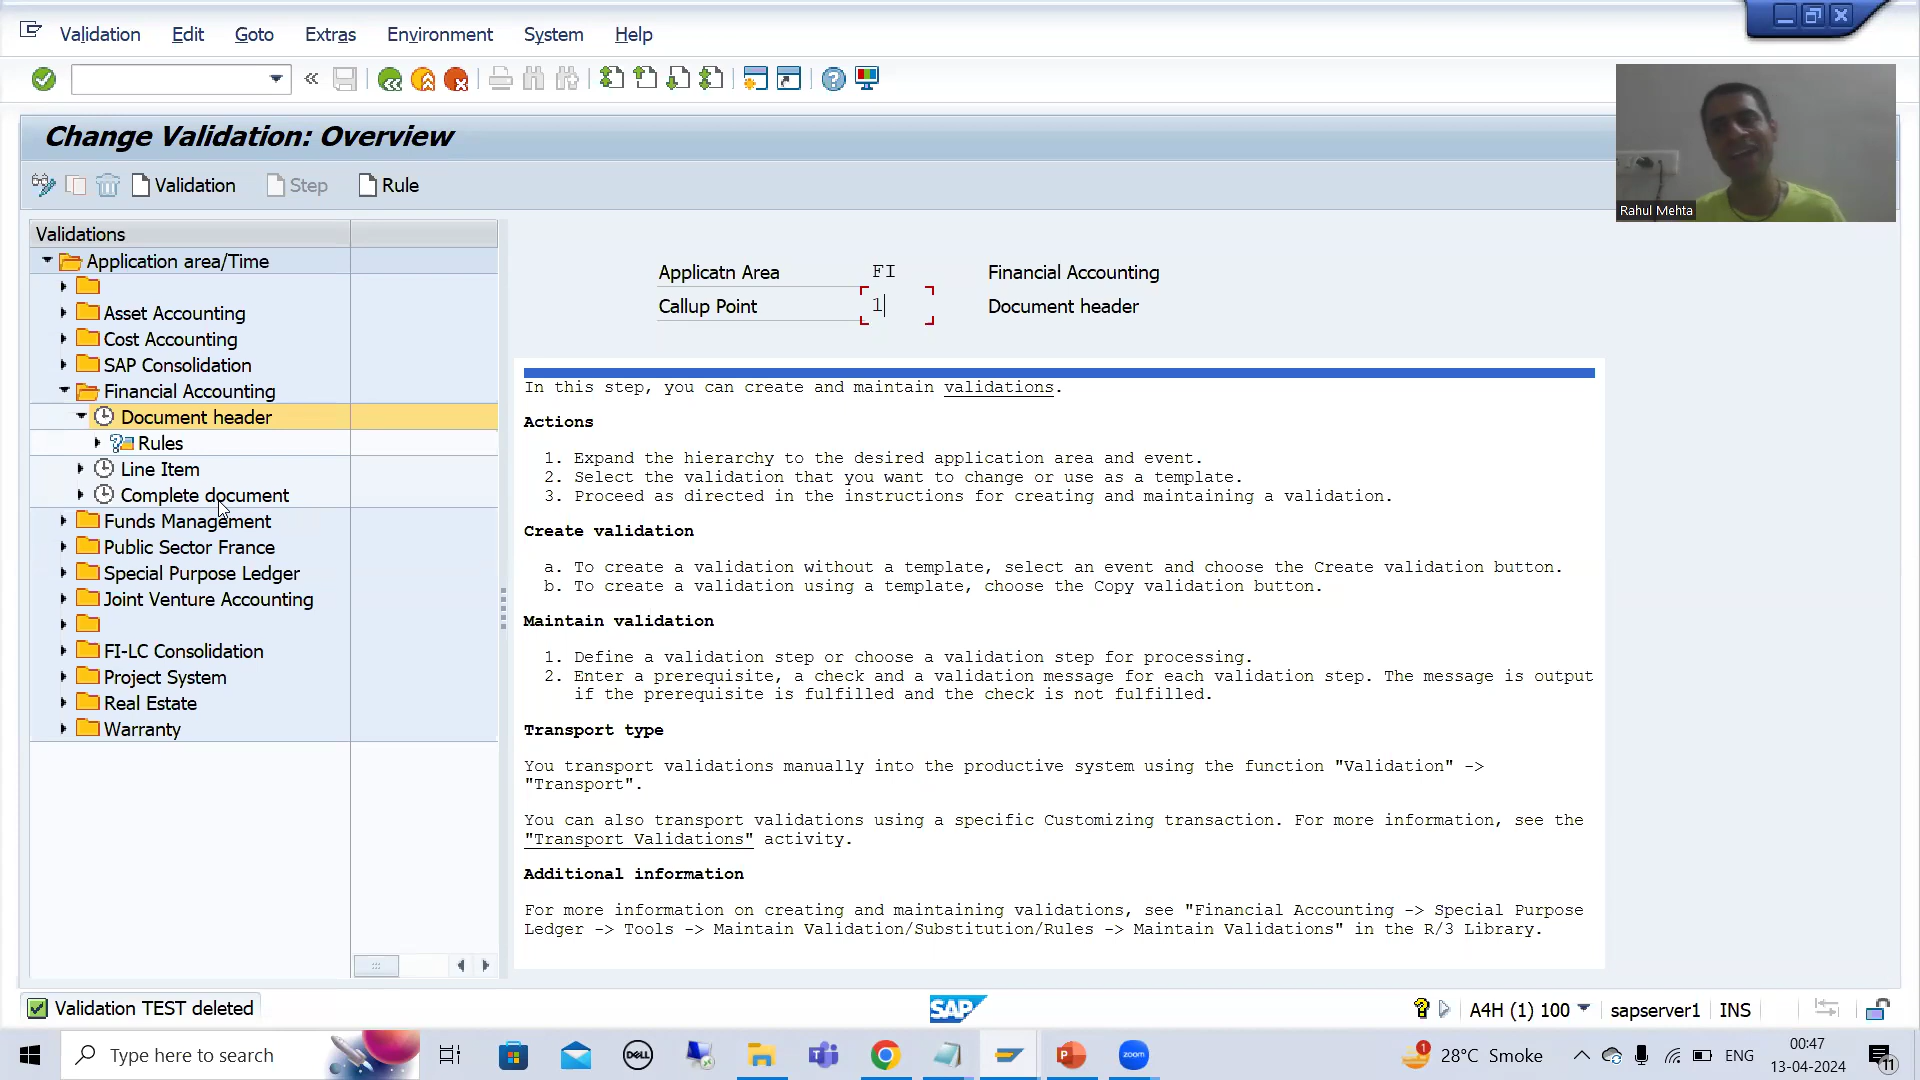 Validation Edit Goto Extras Environment System Help
Change Validation: Overview
Validation Step Rule
Rahul Mehta
Validations
Application area/Time
Asset Accounting
Cost Accounting
SAP Consolidation
Financial Accounting
Document header
Rules
Line Item
Complete document
Funds Management
Public Sector France
Special Purpose Ledger
Joint Venture Accounting
FI-LC Consolidation
Project System
Real Estate
Warranty
Applicatn Area FI Financial Accounting
Callup Point 1 Document header
In this step, you can create and maintain validations.
Actions
1. Expand the hierarchy to the desired application area and event.
2. Select the validation that you want to change or use as a template.
3. Proceed as directed in the instructions for creating and maintaining a validation.
Create validation
a. To create a validation without a template, select an event and choose the Create validation button.
b. To create a validation using a template, choose the Copy validation button.
Maintain validation
1. Define a validation step or choose a validation step for processing.
2. Enter a prerequisite, a check and a validation message for each validation step. The message is output
if the prerequisite is fulfilled and the check is not fulfilled.
Transport type
You transport validations manually into the productive system using the function "Validation" ->
"Transport".
You can also transport validations using a specific Customizing transaction. For more information, see the
"Transport Validations" activity.
Additional information
For more information on creating and maintaining validations, see "Financial Accounting -> Special Purpose
Ledger -> Tools -> Maintain Validation/Substitution/Rules -> Maintain Validations" in the R/3 Library.
Validation TEST deleted
SAP
A4H (1) 100 sapserver1 INS
Type here to search
DELL
zoom
1
28°C Smoke
ENG
00:47
13-04-2024
11